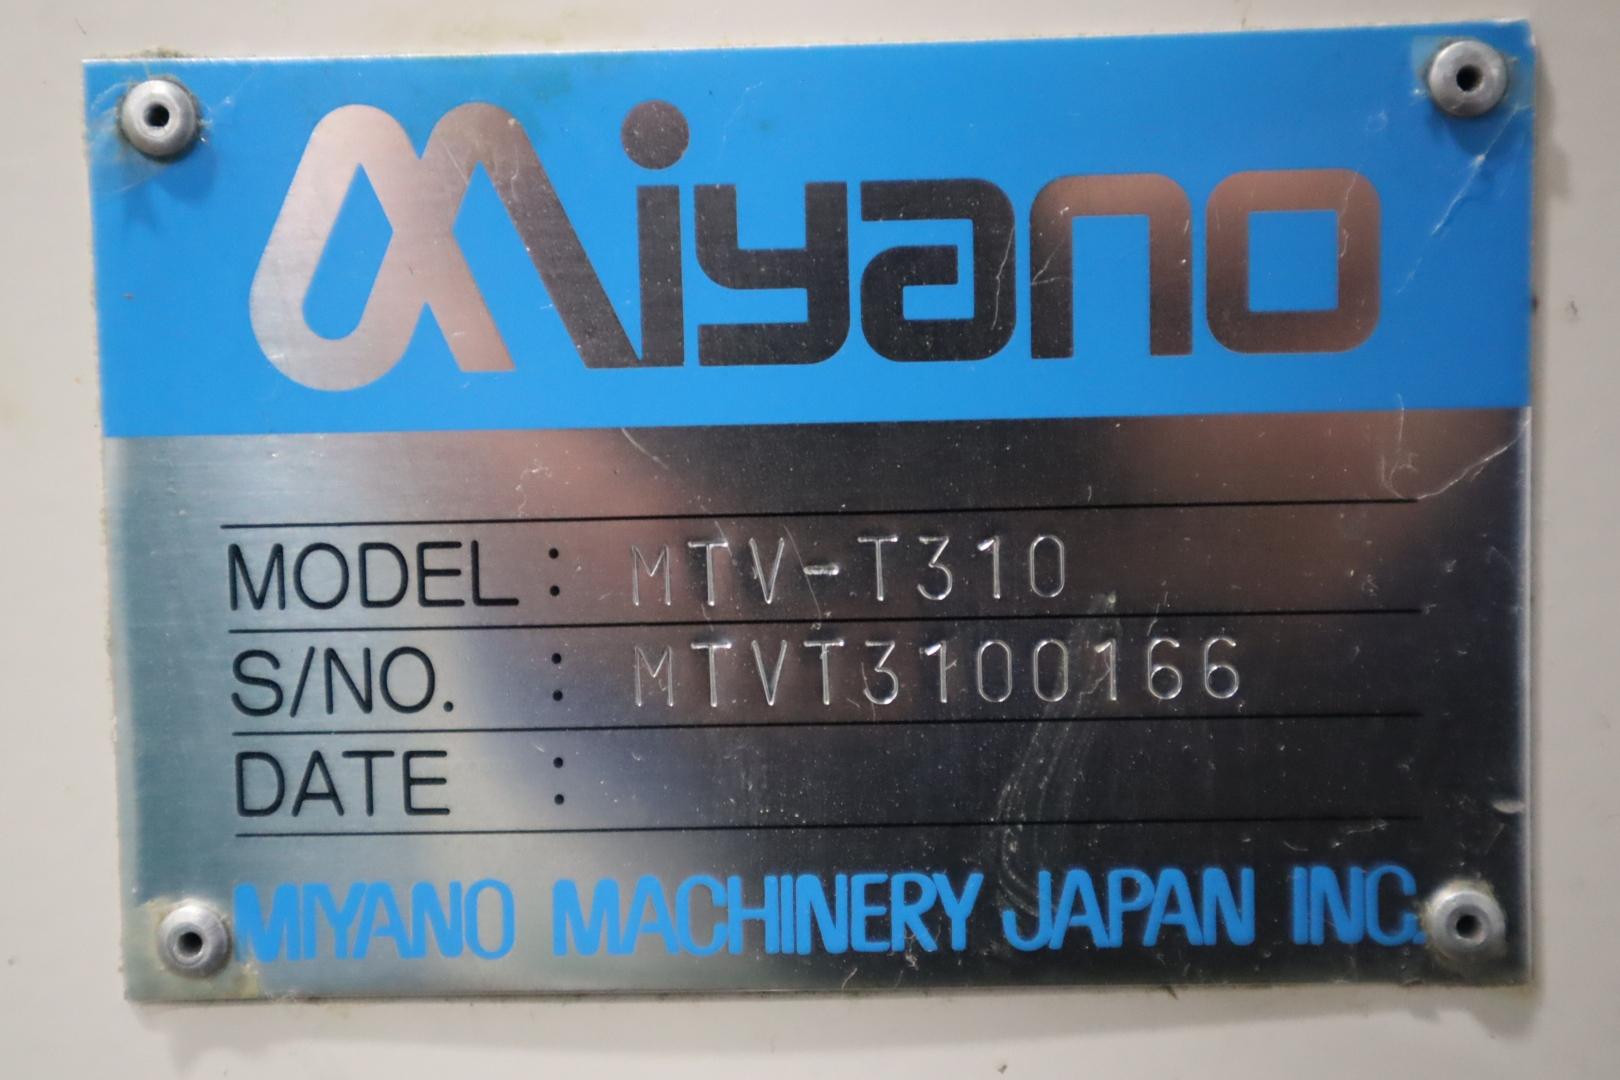 Miyano
MODEL : MTV-T310
S/NO. : MTVT3100166
DATE :
MIYANO MACHINERY JAPAN INC.